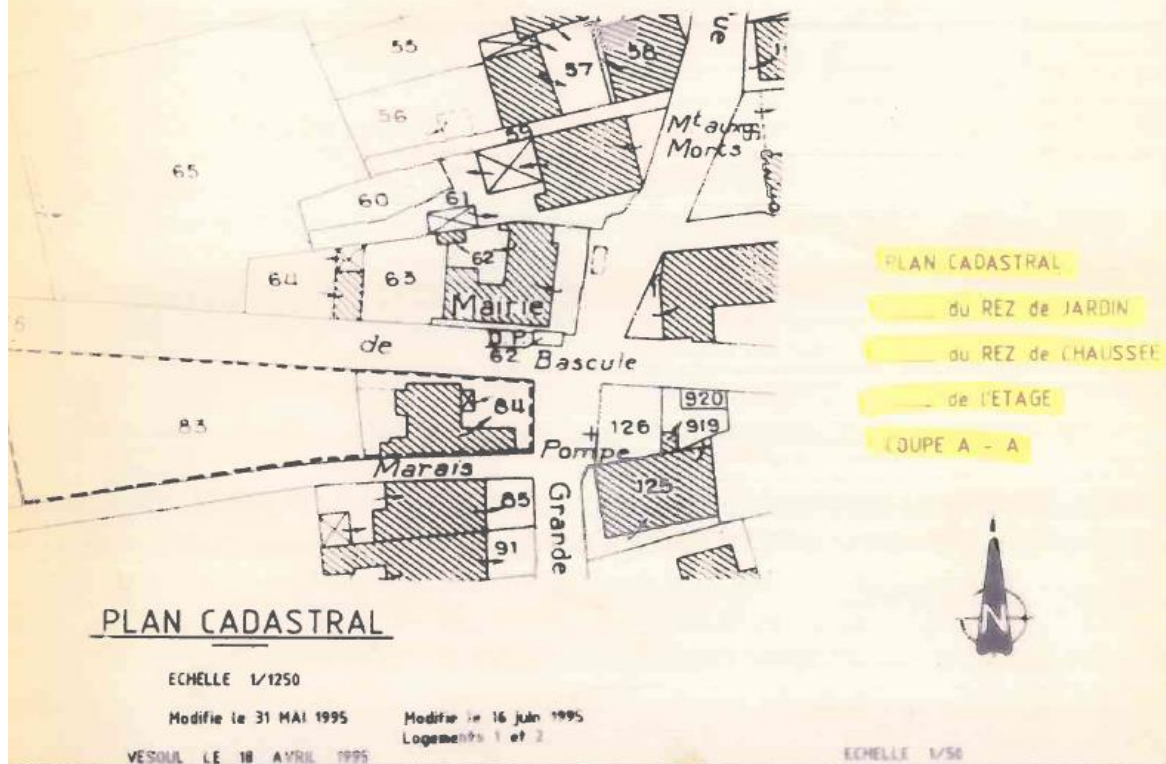 55
57
58
ue
56
59
Mt aux
Morts
65
60
61
62
64
63
Mairie
D P
62
de
Bascule
83
84
126
920
919
Pompe
Marais
125
85
Grande
91
PLAN CADASTRAL
du REZ de JARDIN
du REZ de CHAUSSEE
de l'ETAGE
COUPE A - A
N
PLAN CADASTRAL
ECHELLE 1/1250
Modifie le 31 MAI 1995
Modifie le 16 juin 1995
Logements 1 et 2
VESOUL LE 18 AVRIL 1995
ECHELLE 1/50